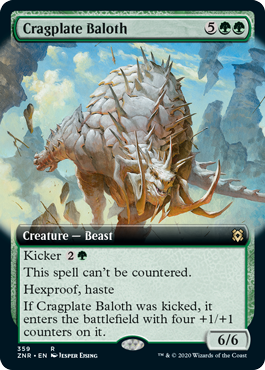 Cragplate Baloth 5
Creature — Beast
Kicker 2
This spell can't be countered.
Hexproof, haste
If Cragplate Baloth was kicked, it
enters the battlefield with four +1/+1
counters on it.
6/6
359 R
ZNR • EN Jesper Ejsing
™ & © 2020 Wizards of the Coast